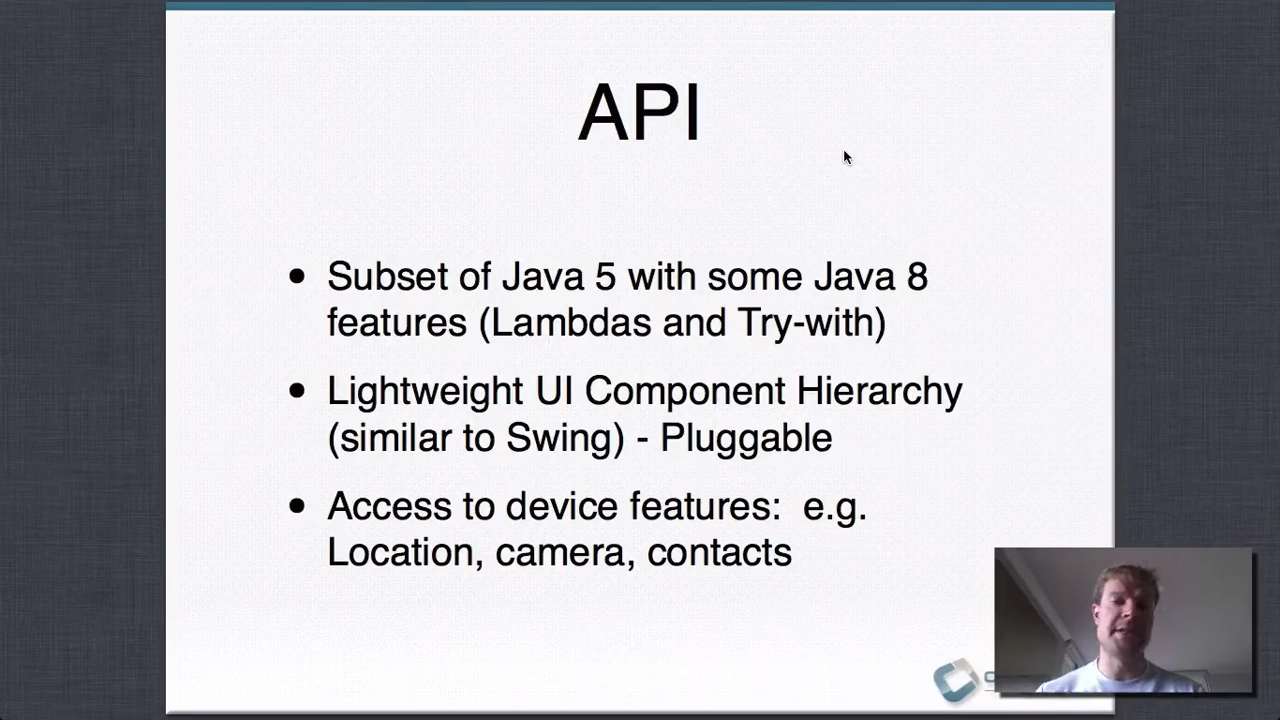 API
• Subset of Java 5 with some Java 8
features (Lambdas and Try-with)
• Lightweight UI Component Hierarchy
(similar to Swing) - Pluggable
• Access to device features:  e.g.
Location, camera, contacts